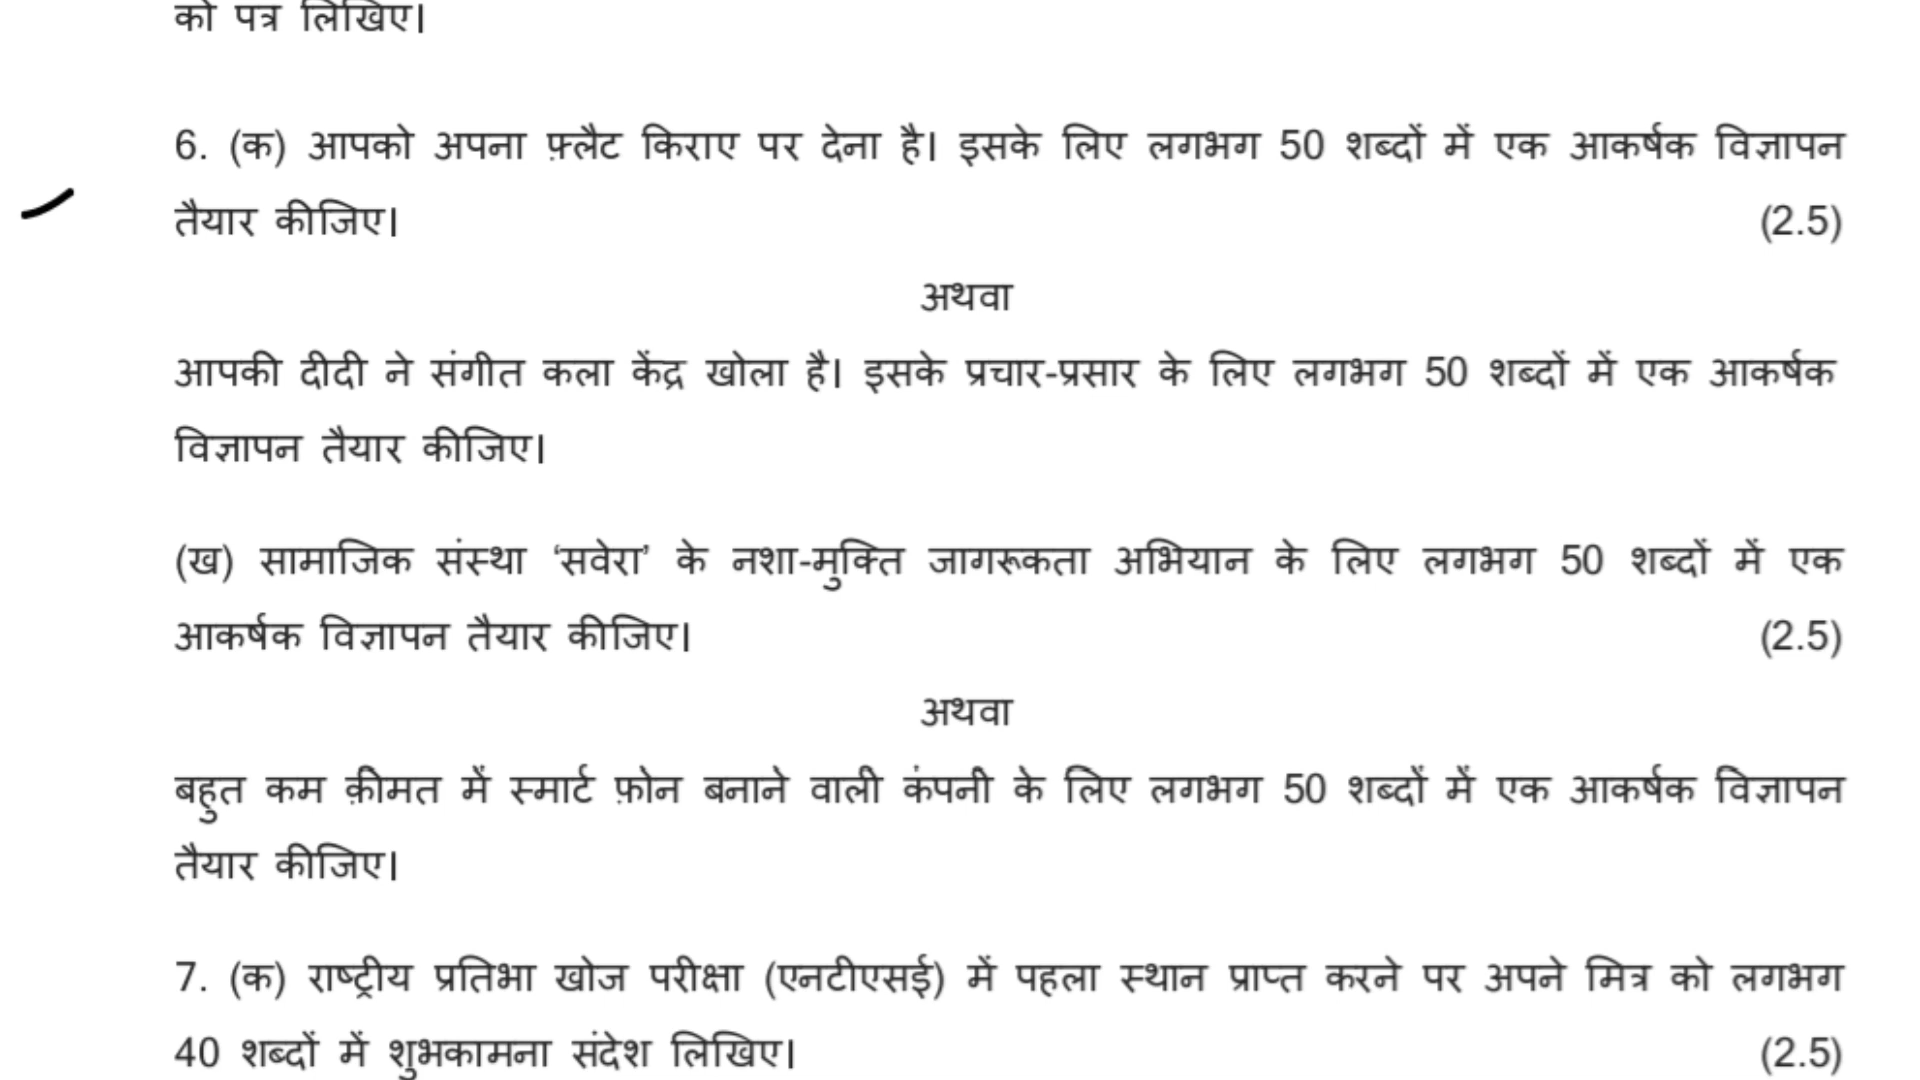 को पत्र लिखिए।
6. (क) आपको अपना फ़्लैट किराए पर देना है। इसके लिए लगभग 50 शब्दों में एक आकर्षक विज्ञापन
तैयार कीजिए। (2.5)
अथवा
आपकी दीदी ने संगीत कला केंद्र खोला है। इसके प्रचार-प्रसार के लिए लगभग 50 शब्दों में एक आकर्षक
विज्ञापन तैयार कीजिए।
(ख) सामाजिक संस्था ‘सवेरा’ के नशा-मुक्ति जागरूकता अभियान के लिए लगभग 50 शब्दों में एक
आकर्षक विज्ञापन तैयार कीजिए। (2.5)
अथवा
बहुत कम क़ीमत में स्मार्ट फ़ोन बनाने वाली कंपनी के लिए लगभग 50 शब्दों में एक आकर्षक विज्ञापन
तैयार कीजिए।
7. (क) राष्ट्रीय प्रतिभा खोज परीक्षा (एनटीएसई) में पहला स्थान प्राप्त करने पर अपने मित्र को लगभग
40 शब्दों में शुभकामना संदेश लिखिए। (2.5)